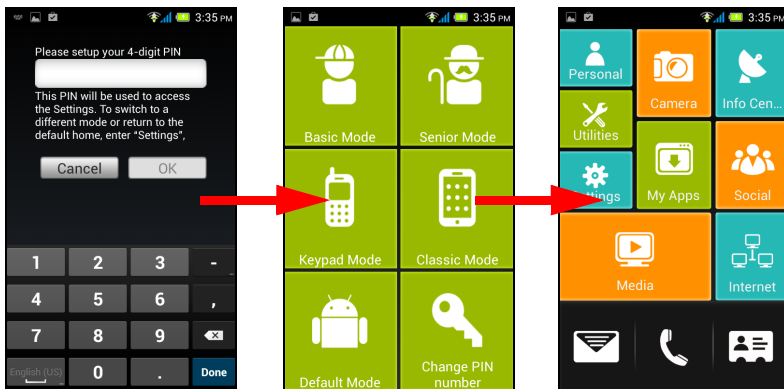 3:35 PM
Please setup your 4-digit PIN
This PIN will be used to access
the Settings. To switch to a
different mode or return to the
default home, enter “Settings”,
Cancel
OK
1 2 3 -
4 5 6 ,
7 8 9
English (US) 0 . Done
3:35 PM
Basic Mode
Senior Mode
Keypad Mode
Classic Mode
Default Mode
Change PIN
number
3:35 PM
Personal
Camera
Info Cen...
Utilities
Settings
My Apps
Social
Media
Internet